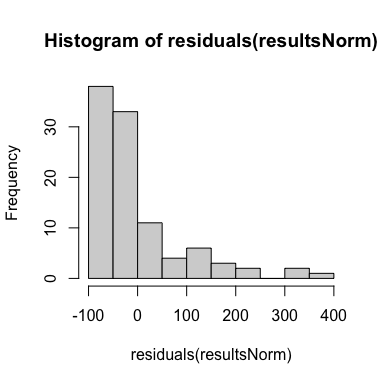 Histogram of residuals(resultsNorm)
Frequency
30
20
10
0
-100 0 100 200 300 400
residuals(resultsNorm)